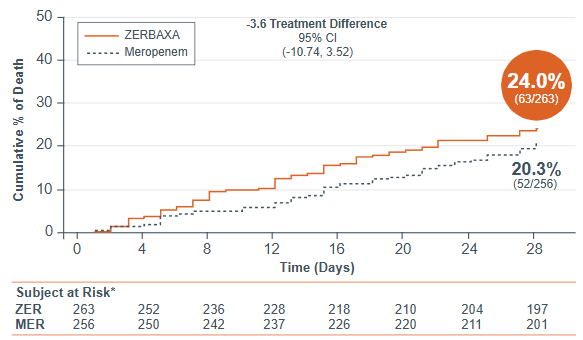 50
40
30
20
10
0
Cumulative % of Death
ZERBAXA
Meropenem
-3.6 Treatment Difference
95% CI
(-10.74, 3.52)
24.0%
(63/263)
20.3%
(52/256)
0 4 8 12 16 20 24 28
Time (Days)
Subject at Risk*
ZER 263 252 236 228 218 210 204 197
MER 256 250 242 237 226 220 211 201